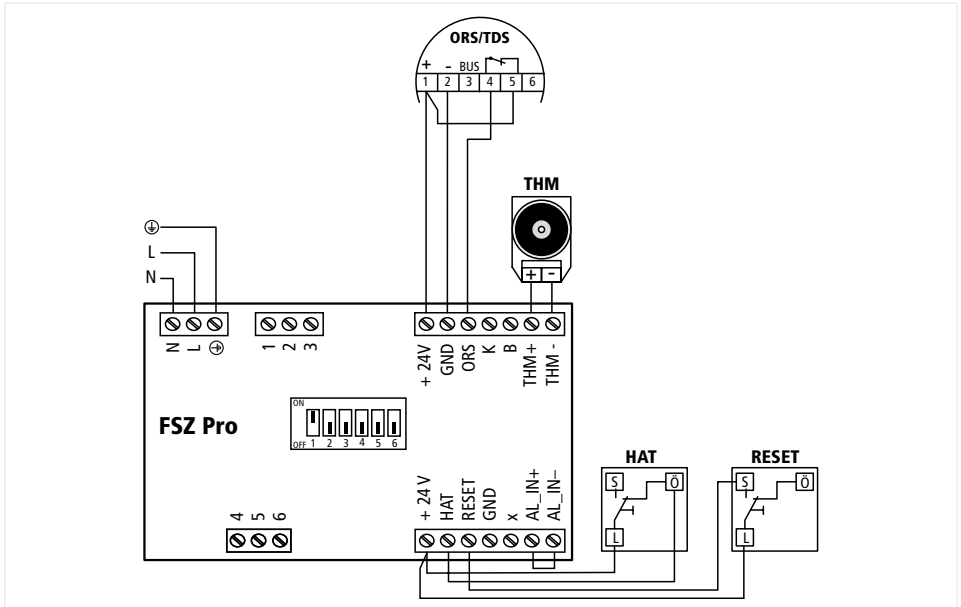 ORS/TDS
+ - BUS
1 2 3 4 5 6
THM
+ -
L
N
N L
1 2 3
+ 24V GND ORS K B THM+ THM -
FSZ Pro
ON
OFF 1 2 3 4 5 6
4 5 6
+ 24 V HAT RESET GND x AL_IN+ AL_IN–
HAT
S Ö
L
RESET
S Ö
L